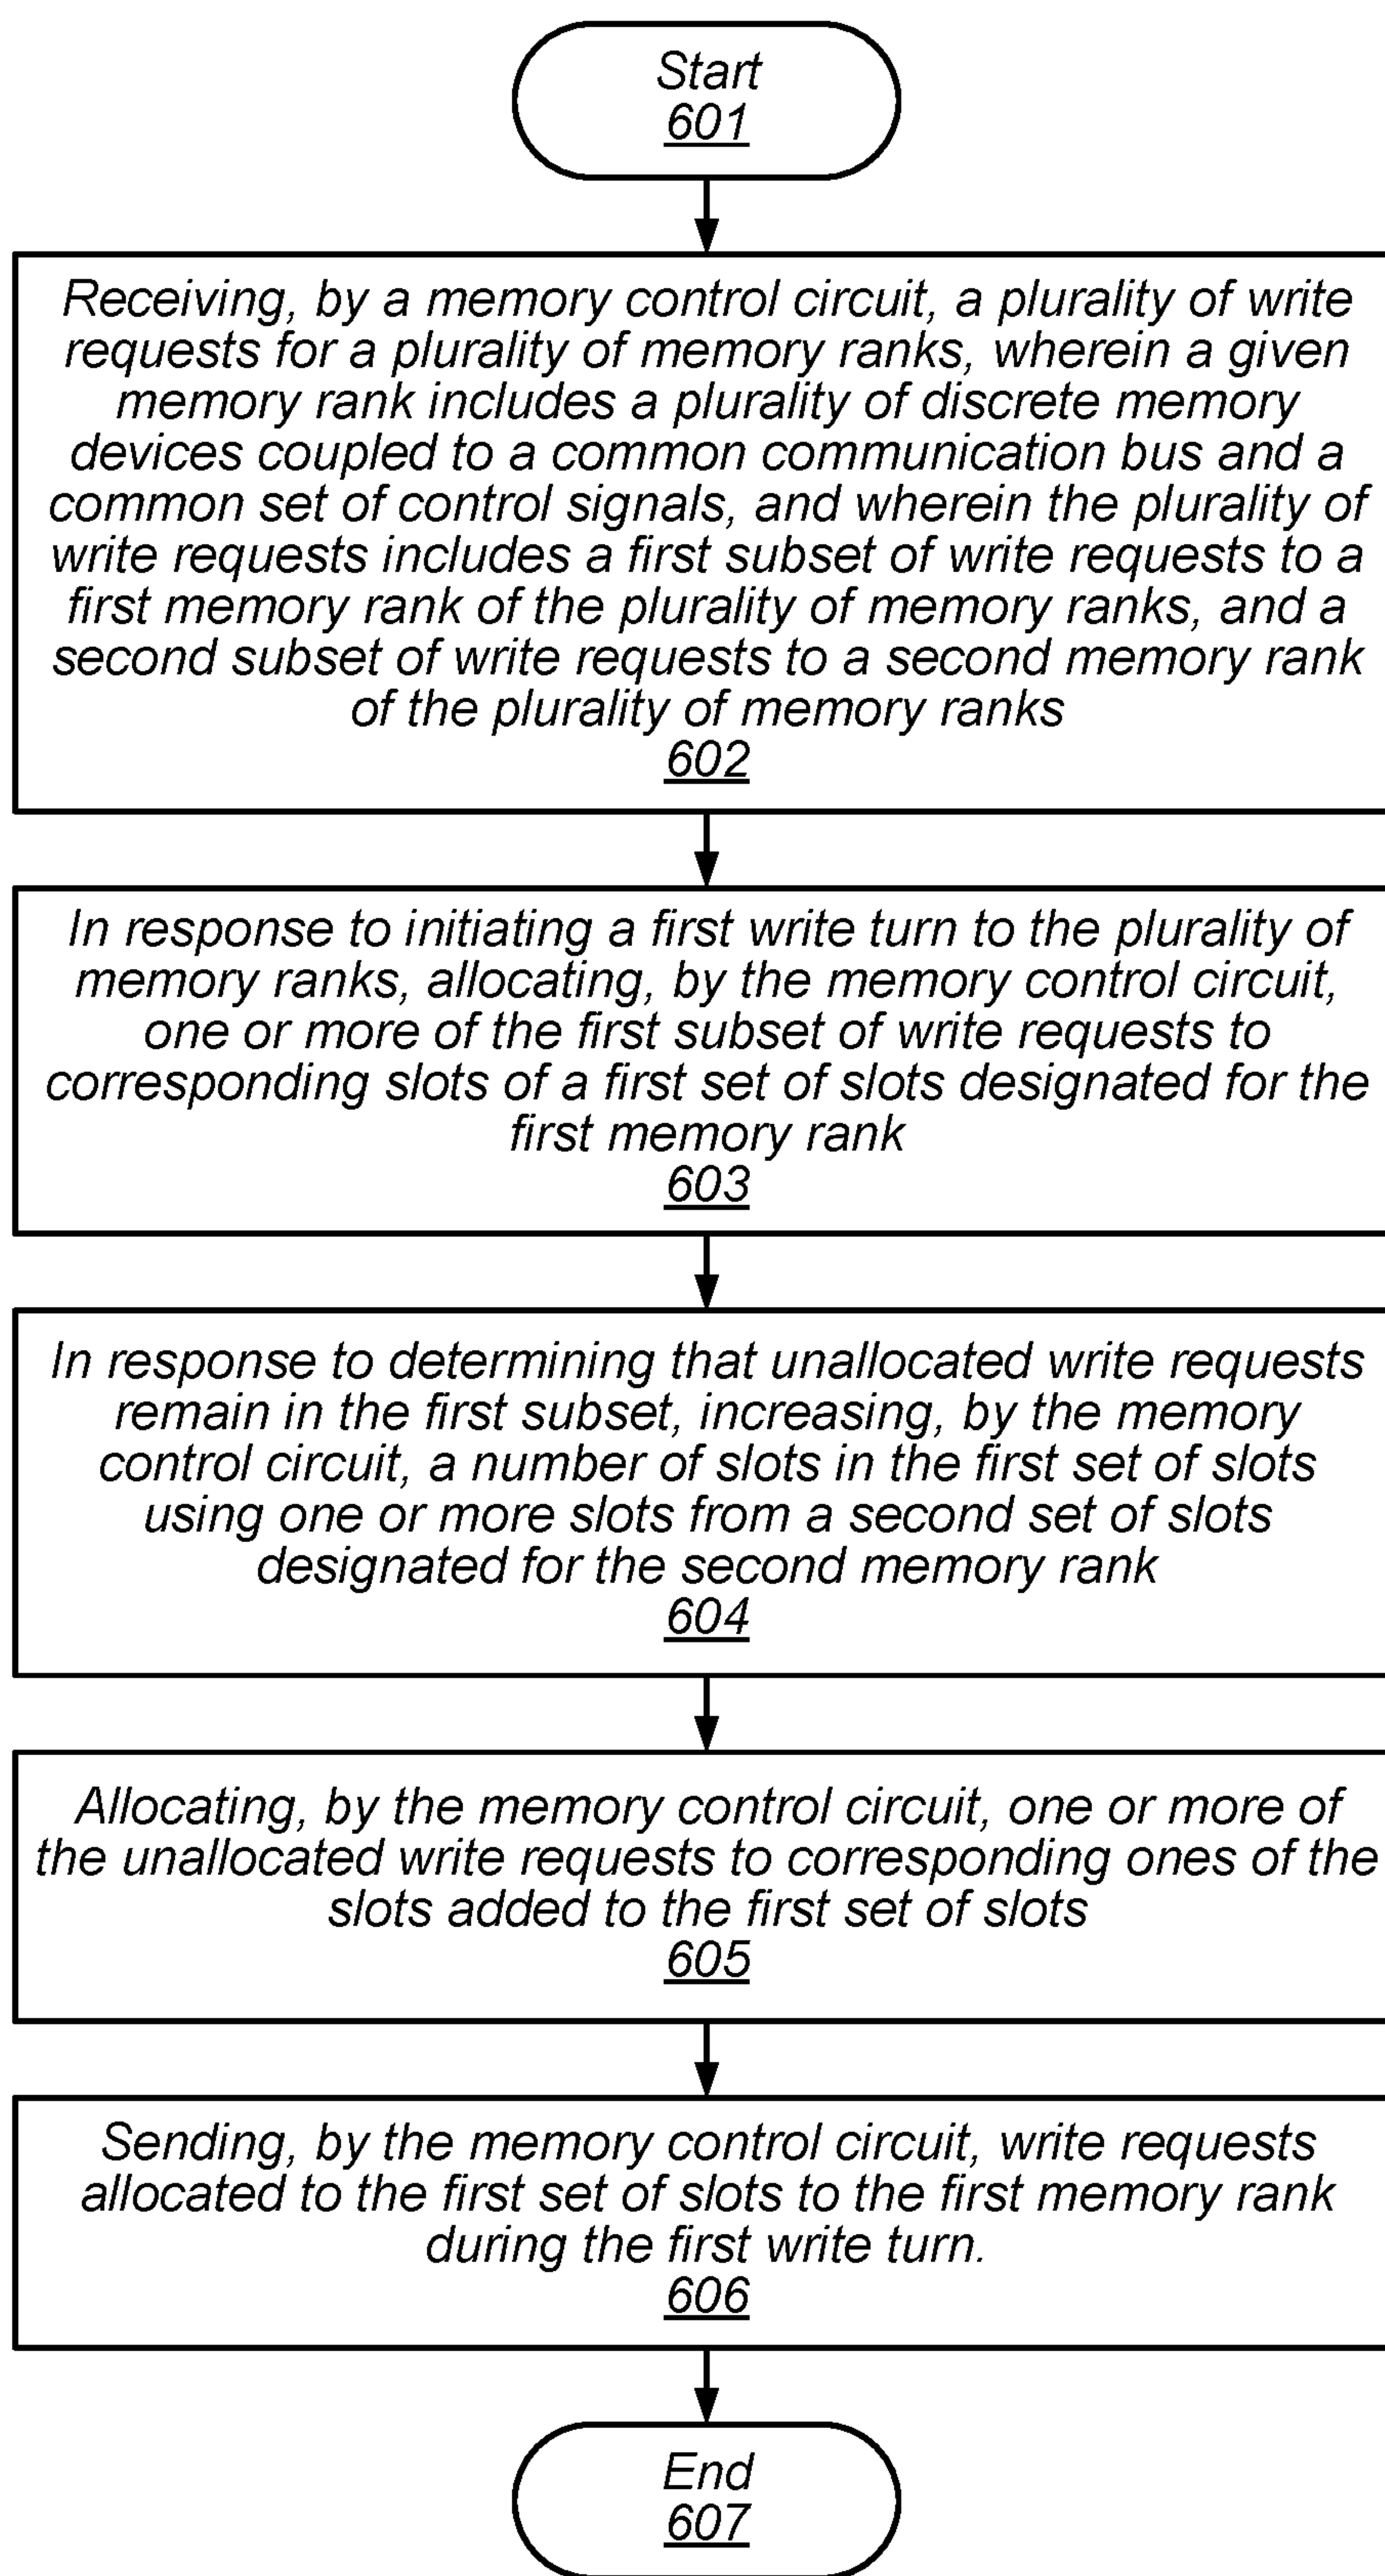 Start
601
Receiving, by a memory control circuit, a plurality of write
requests for a plurality of memory ranks, wherein a given
memory rank includes a plurality of discrete memory
devices coupled to a common communication bus and a
common set of control signals, and wherein the plurality of
write requests includes a first subset of write requests to a
first memory rank of the plurality of memory ranks, and a
second subset of write requests to a second memory rank
of the plurality of memory ranks
602
In response to initiating a first write turn to the plurality of
memory ranks, allocating, by the memory control circuit,
one or more of the first subset of write requests to
corresponding slots of a first set of slots designated for the
first memory rank
603
In response to determining that unallocated write requests
remain in the first subset, increasing, by the memory
control circuit, a number of slots in the first set of slots
using one or more slots from a second set of slots
designated for the second memory rank
604
Allocating, by the memory control circuit, one or more of
the unallocated write requests to corresponding ones of the
slots added to the first set of slots
605
Sending, by the memory control circuit, write requests
allocated to the first set of slots to the first memory rank
during the first write turn.
606
End
607